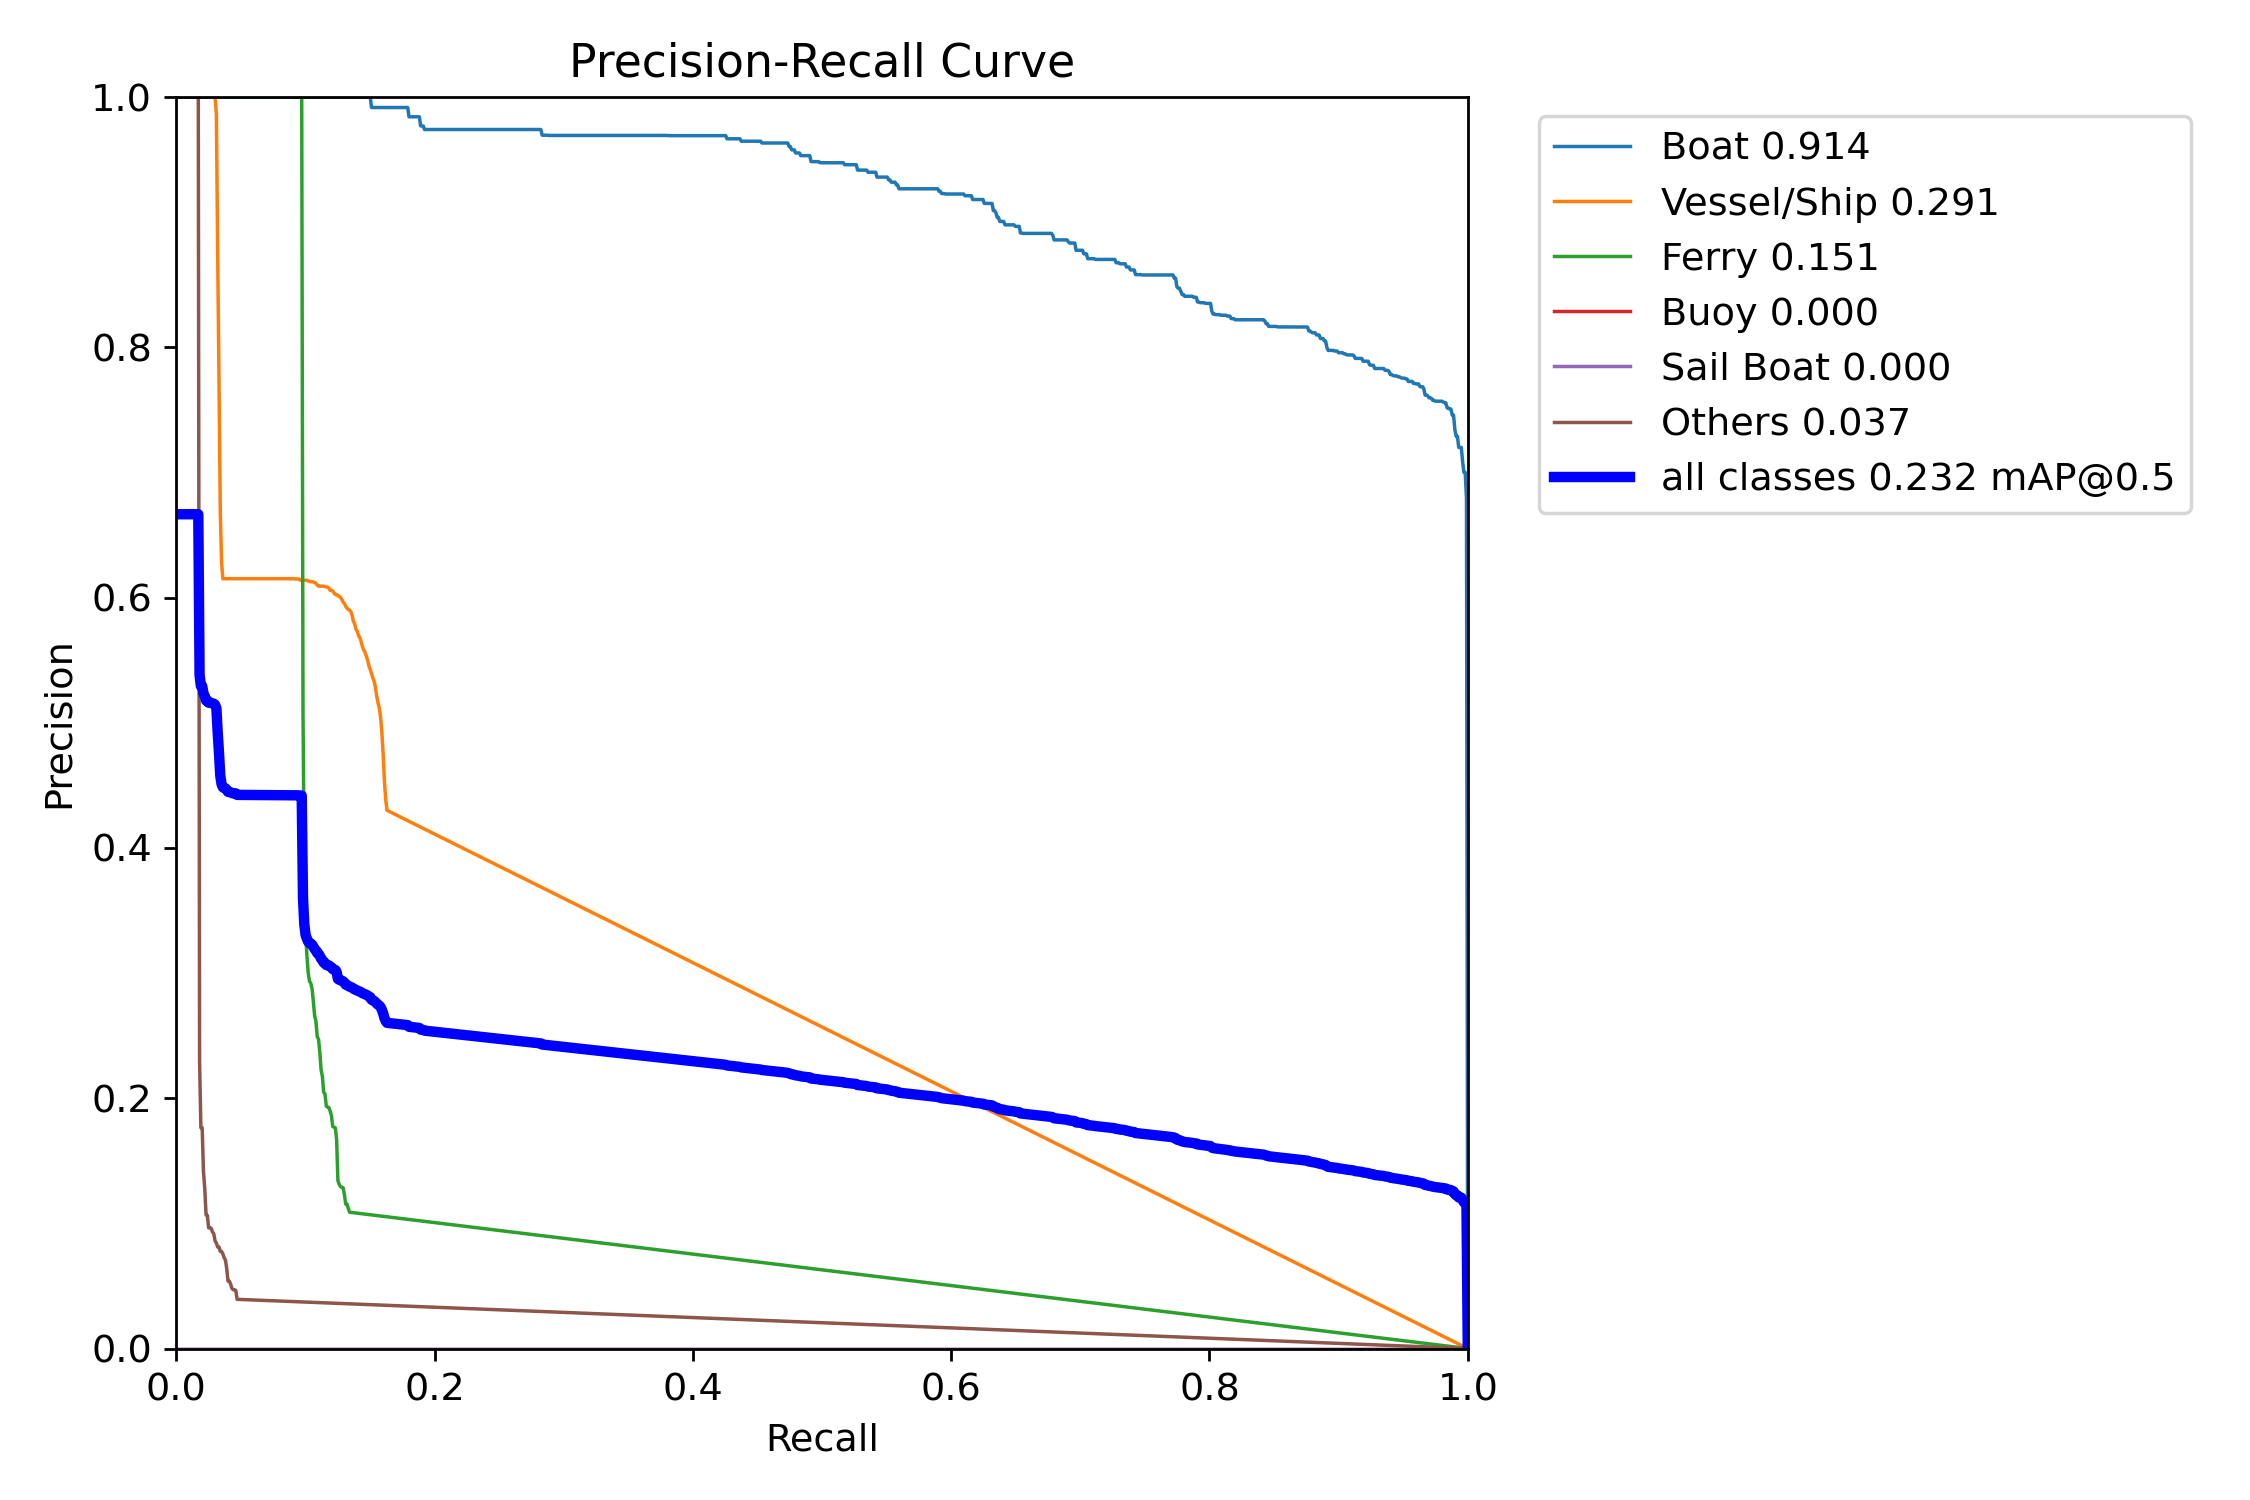 Precision-Recall Curve
1.0
0.8
0.6
0.4
0.2
0.0
Precision
0.0 0.2 0.4 0.6 0.8 1.0
Recall
Boat 0.914
Vessel/Ship 0.291
Ferry 0.151
Buoy 0.000
Sail Boat 0.000
Others 0.037
all classes 0.232 mAP@0.5